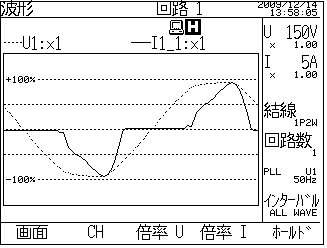 波形
回路 1
2009/12/14
13:58:05
H
U1:×1
I1_1:×1
U 150V
× 1.00
I 5A
× 1.00
+100%
-100%
結線
1P2W
回路数
1
PLL U1
50Hz
インターバル
ALL WAVE
画面 CH 倍率 U 倍率 I ホールド